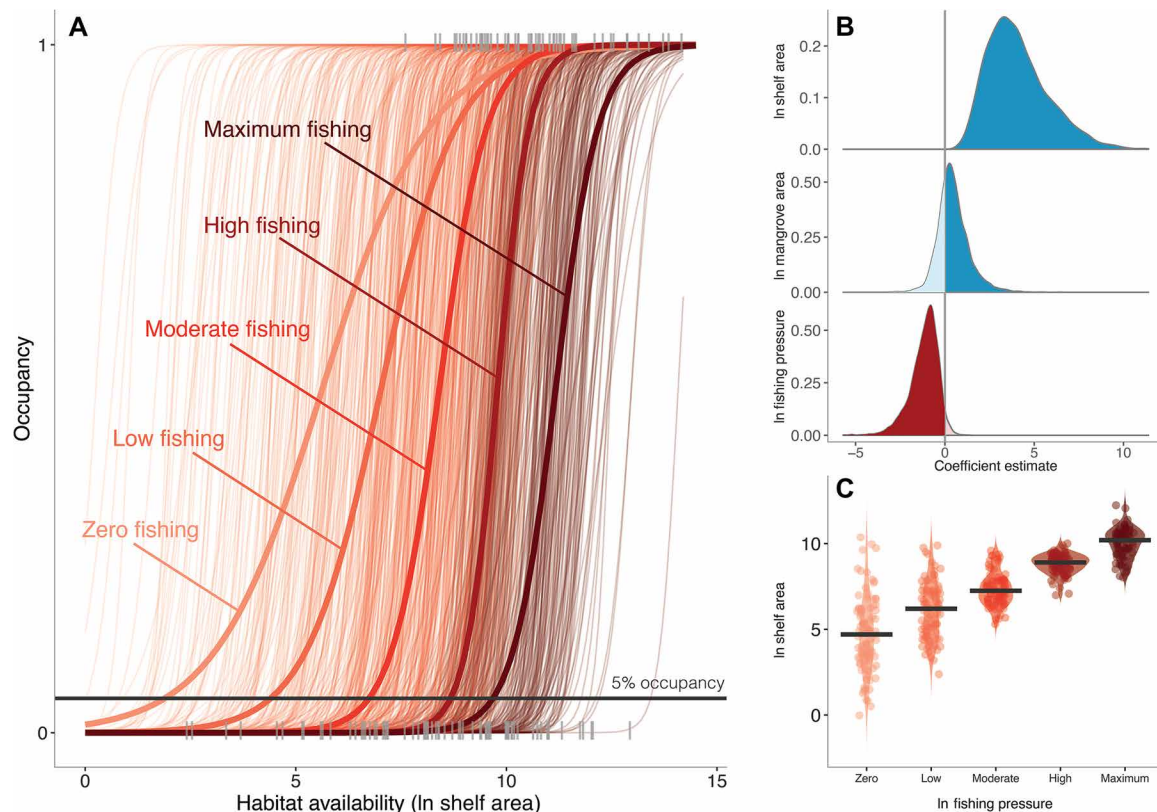 A
1
Maximum fishing
High fishing
Moderate fishing
Low fishing
Zero fishing
5% occupancy
0
Occupancy
0
5
10
15
Habitat availability (ln shelf area)
B
ln shelf area
0.2
0.1
0.0
ln mangrove area
0.50
0.25
0.00
ln fishing pressure
0.50
0.25
0.00
−5
0
5
10
Coefficient estimate
C
ln shelf area
10
5
0
Zero
Low
Moderate
High
Maximum
ln fishing pressure